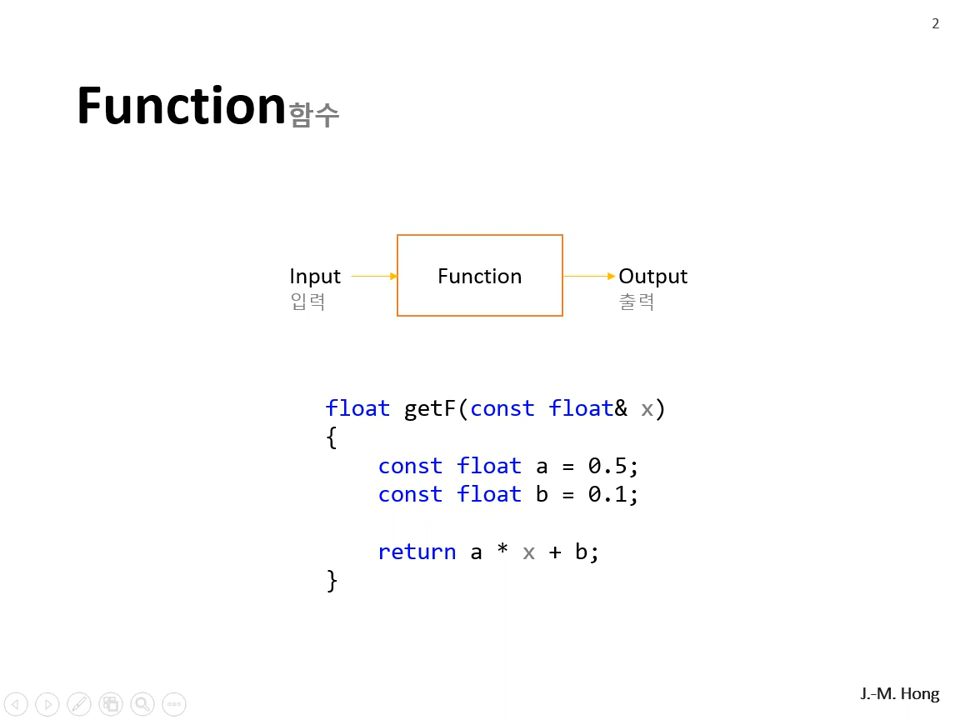 2
Function함수
Input
입력
Function
Output
출력
float getF(const float& x)
{
    const float a = 0.5;
    const float b = 0.1;
    return a * x + b;
}
J.-M. Hong